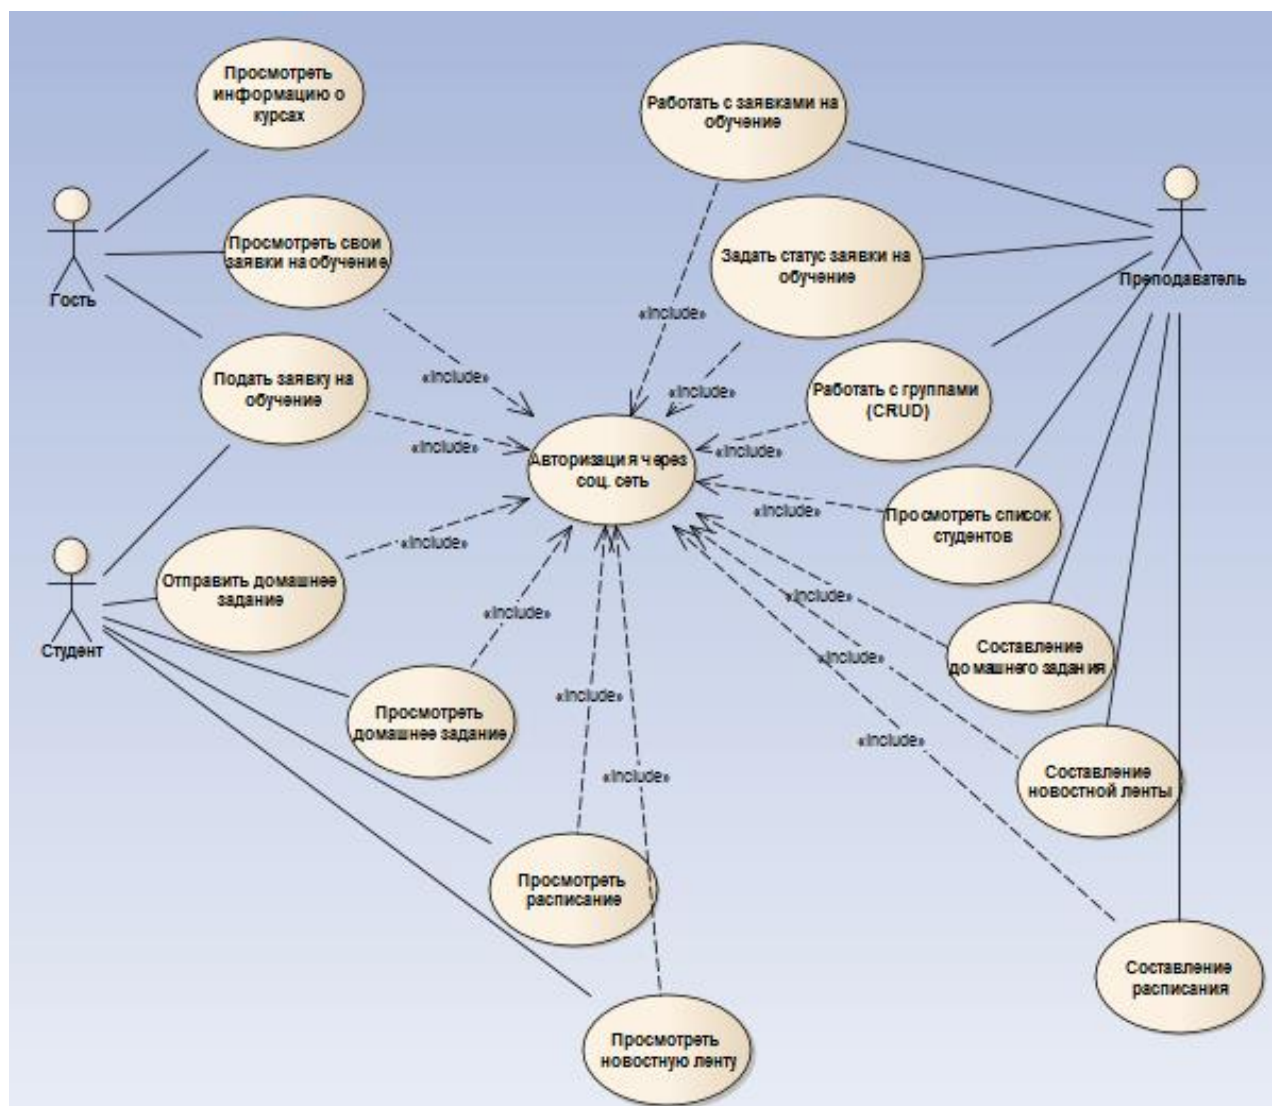 Просмотреть
информацию о
курсах
Работать с заявками на
обучение
Просмотреть свои
заявки на обучение
Задать статус заявки на
обучение
Гость
Преподаватель
«include»
«include»
«include»
Подать заявку на
обучение
Работать с группами
(CRUD)
«include»
«include»
Авторизация через
соц. сеть
«include»
Просмотреть список
студентов
«include»
Отправить домашнее
задание
«include»
Студент
«include»
«include»
Составление
домашнего задания
«include»
«include»
Просмотреть
домашнее задание
«include»
«include»
Составление
новостной ленты
Просмотреть
расписание
Составление
расписания
Просмотреть
новостную ленту